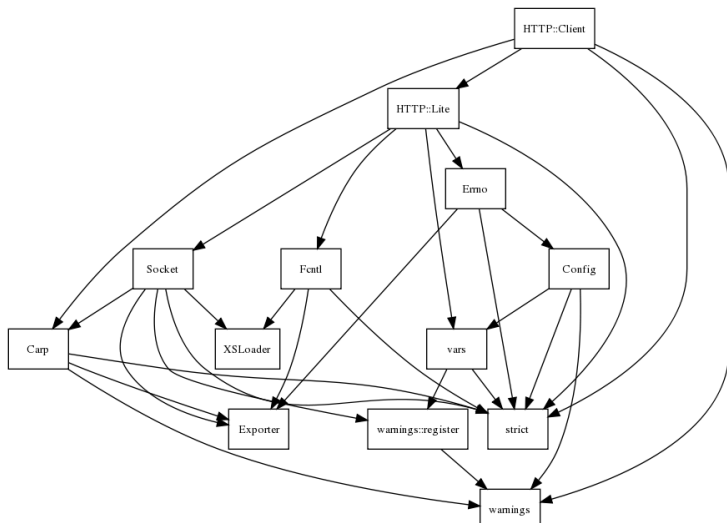 HTTP::Client
HTTP::Lite
Errno
Socket
Fcntl
Config
Carp
XSLoader
vars
Exporter
warnings::register
strict
warnings